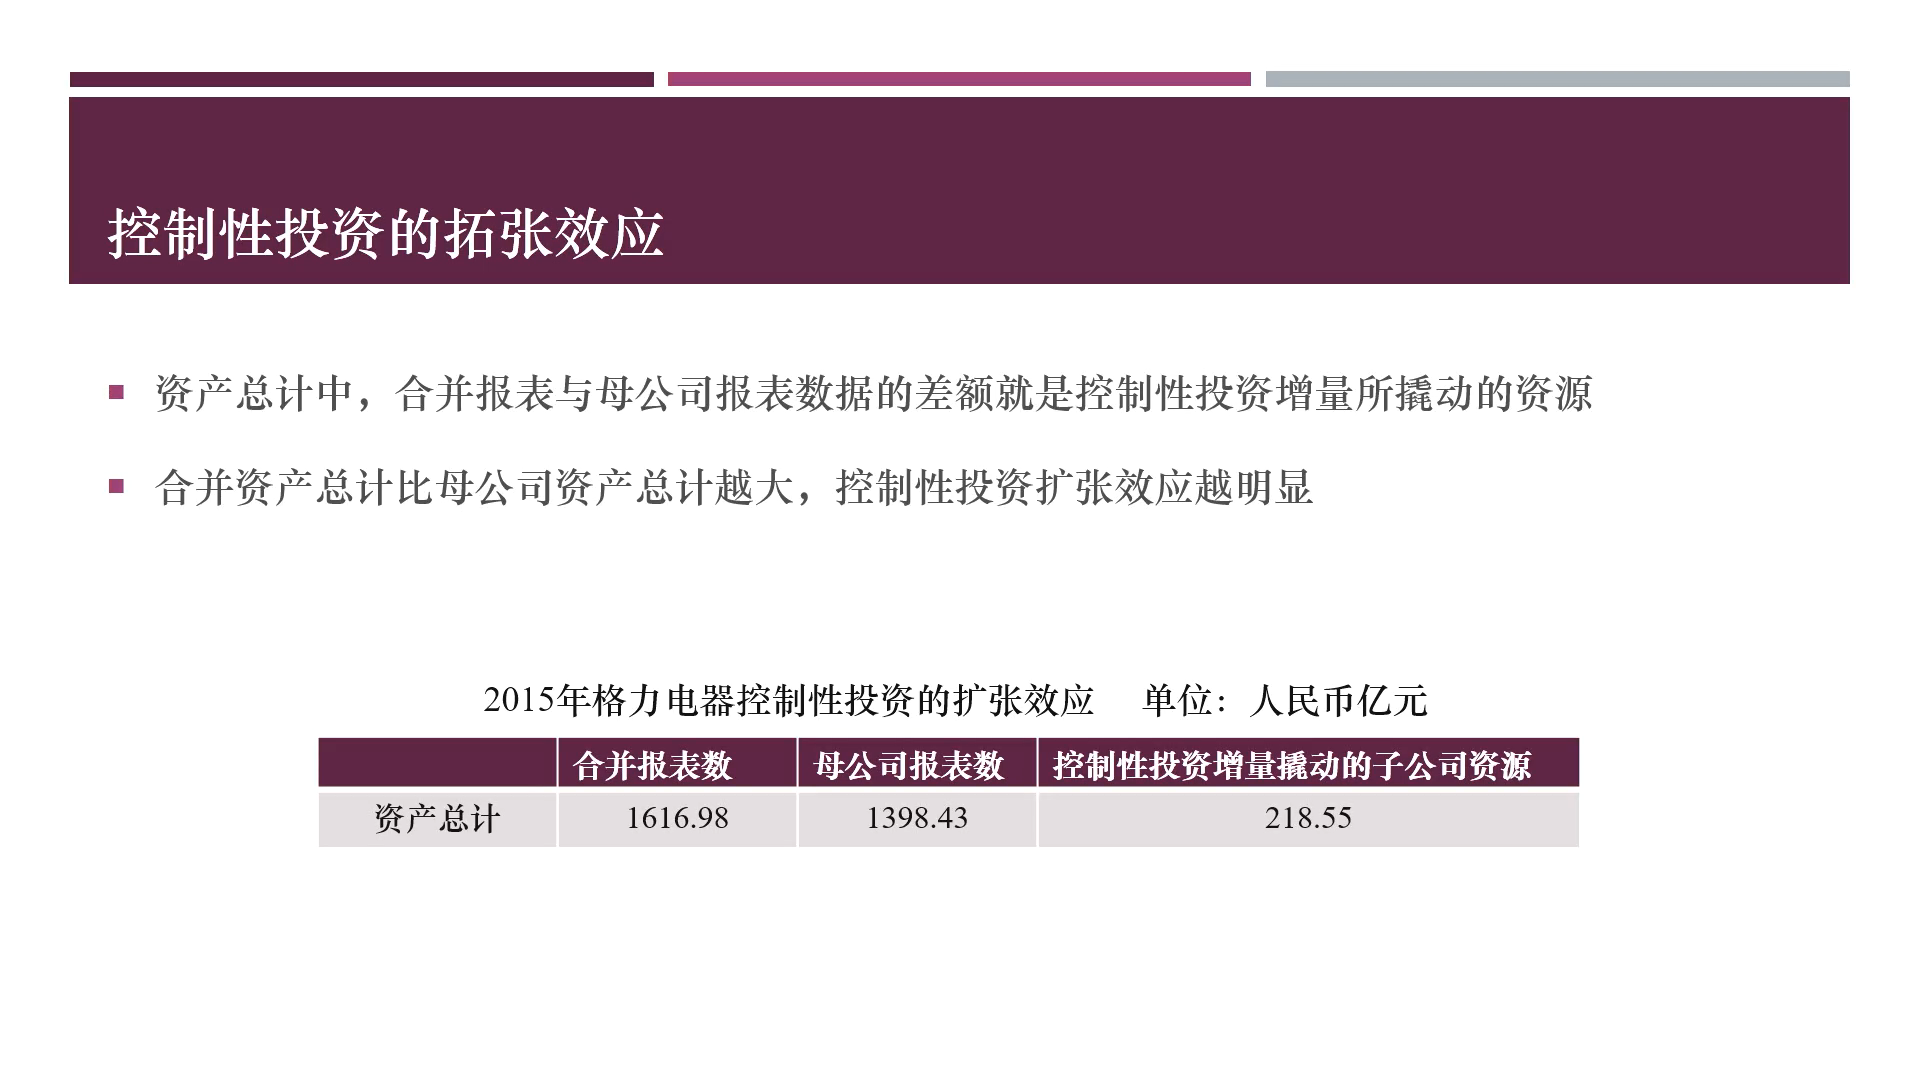 控制性投资的拓张效应
资产总计中，合并报表与母公司报表数据的差额就是控制性投资增量所撬动的资源
合并资产总计比母公司资产总计越大，控制性投资扩张效应越明显
2015年格力电器控制性投资的扩张效应 单位：人民币亿元
合并报表数 母公司报表数 控制性投资增量撬动的子公司资源
资产总计 1616.98 1398.43 218.55